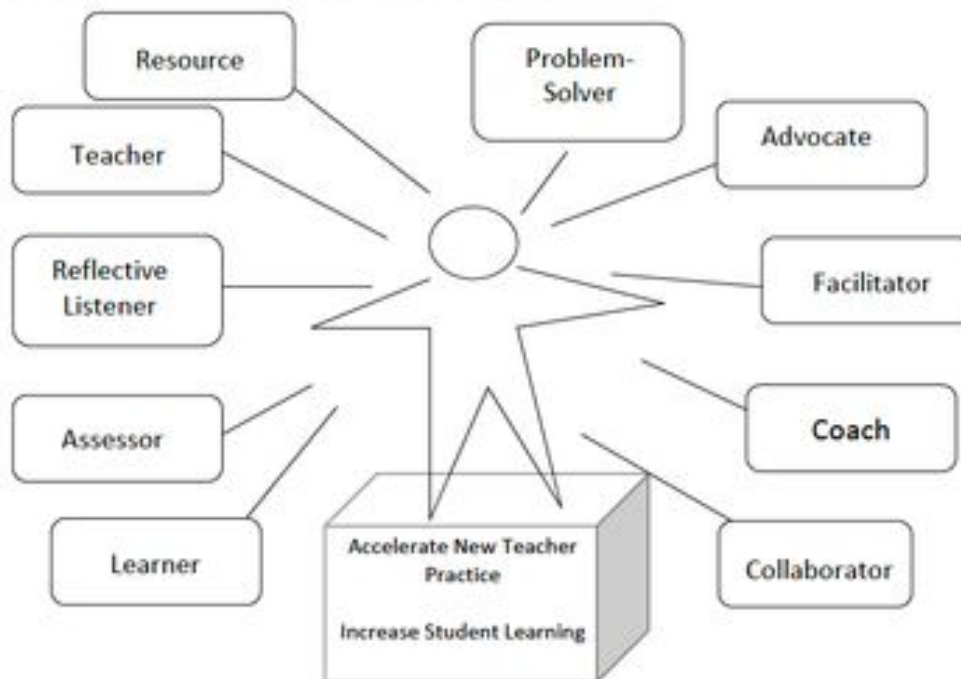 Resource
Problem-
Solver
Teacher
Advocate
Reflective
Listener
Facilitator
Assessor
Coach
Learner
Collaborator
Accelerate New Teacher
Practice
Increase Student Learning